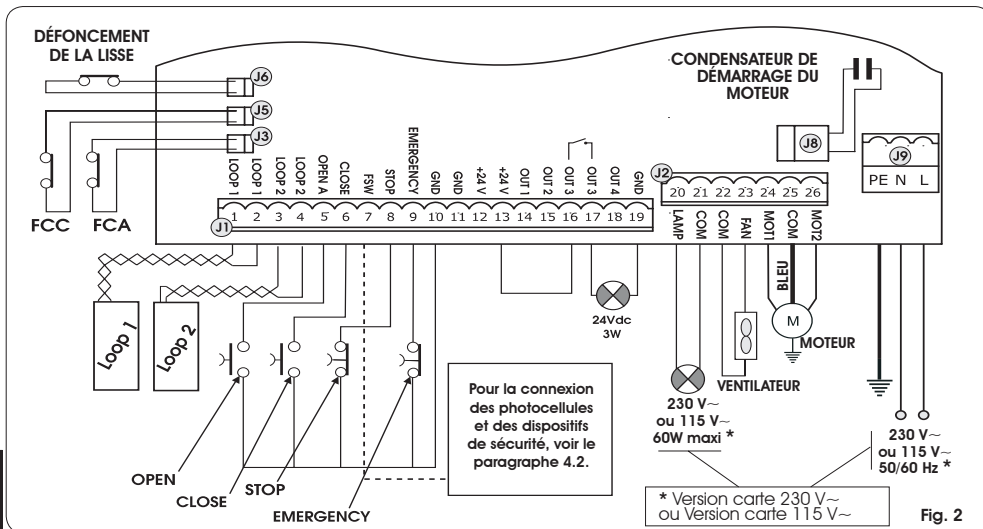 DÉFONCEMENT
DE LA LISSE
J6
J5
J3
FCC
FCA
CONDENSATEUR DE
DÉMARRAGE DU
MOTEUR
J8
J9
PE N L
LOOP 1
LOOP 1
LOOP 2
LOOP 2
OPEN A
CLOSE
FSW
STOP
EMERGENCY
GND
GND
+24 V
+24 V
OUT 1
OUT 2
OUT 3
OUT 3
OUT 4
GND
J1
1 2 3 4 5 6 7 8 9 10 11 12 13 14 15 16 17 18 19
J2
20 21 22 23 24 25 26
LAMP
COM
COM
FAN
MOT1
COM
MOT2
BLEU
Loop 1
Loop 2
24Vdc
3W
M
MOTEUR
VENTILATEUR
230 V~
ou 115 V~
60W maxi *
230 V~
ou 115 V~
50/60 Hz *
Pour la connexion
des photocellules
et des dispositifs
de sécurité, voir le
paragraphe 4.2.
OPEN
CLOSE
STOP
EMERGENCY
* Version carte 230 V~
ou Version carte 115 V~
Fig. 2